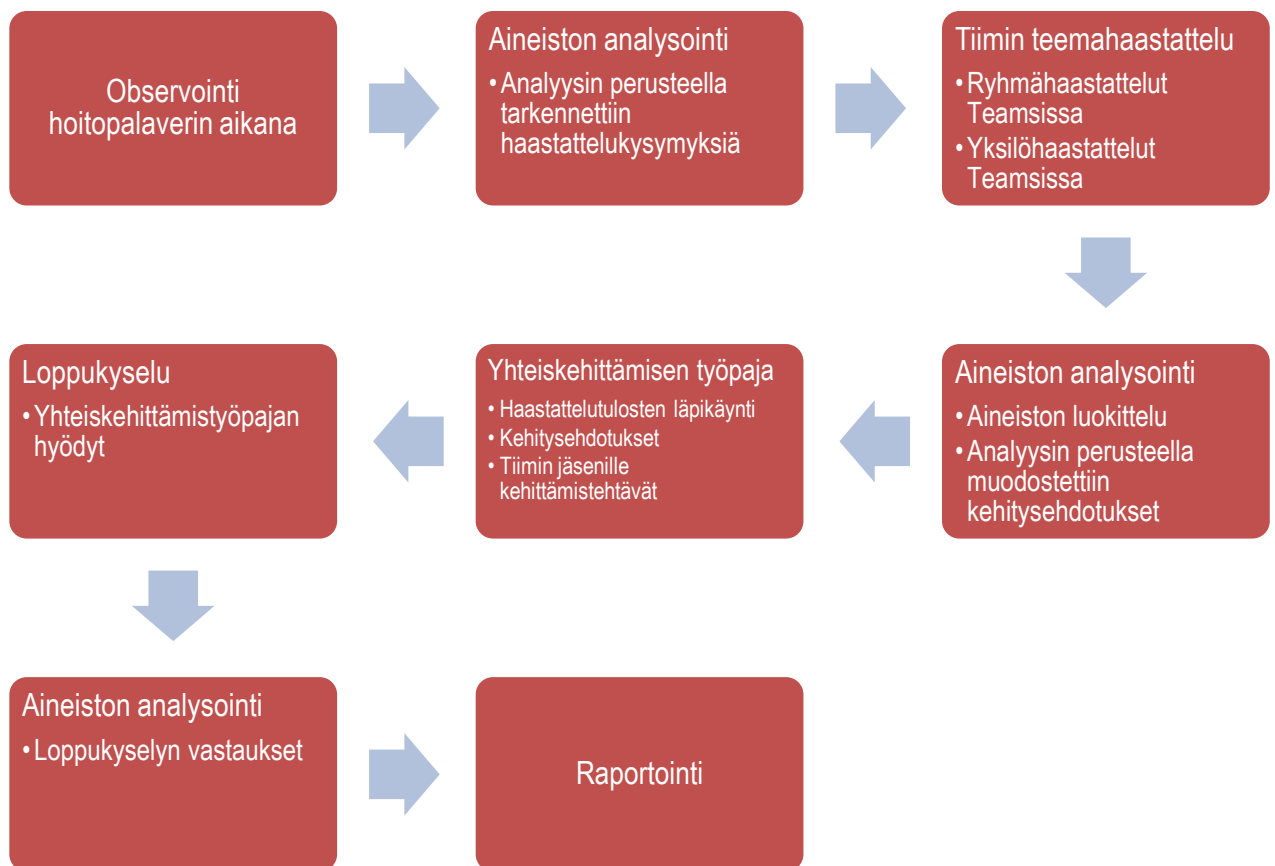 Observointi
hoitopalaverin aikana
Aineiston analysointi
• Analyysin perusteella
tarkennettiin
haastattelukysymyksiä
Tiimin teemahaastattelu
• Ryhmähaastattelut
Teamsissa
• Yksilöhaastattelut
Teamsissa
Aineiston analysointi
• Aineiston luokittelu
• Analyysin perusteella
muodostettiin
kehitysehdotukset
Yhteiskehittämisen työpaja
• Haastattelutulosten läpikäynti
• Kehitysehdotukset
• Tiimin jäsenille
kehittämistehtävät
Loppukyselu
• Yhteiskehittämistyöpajan
hyödyt
Aineiston analysointi
• Loppukyselyn vastaukset
Raportointi